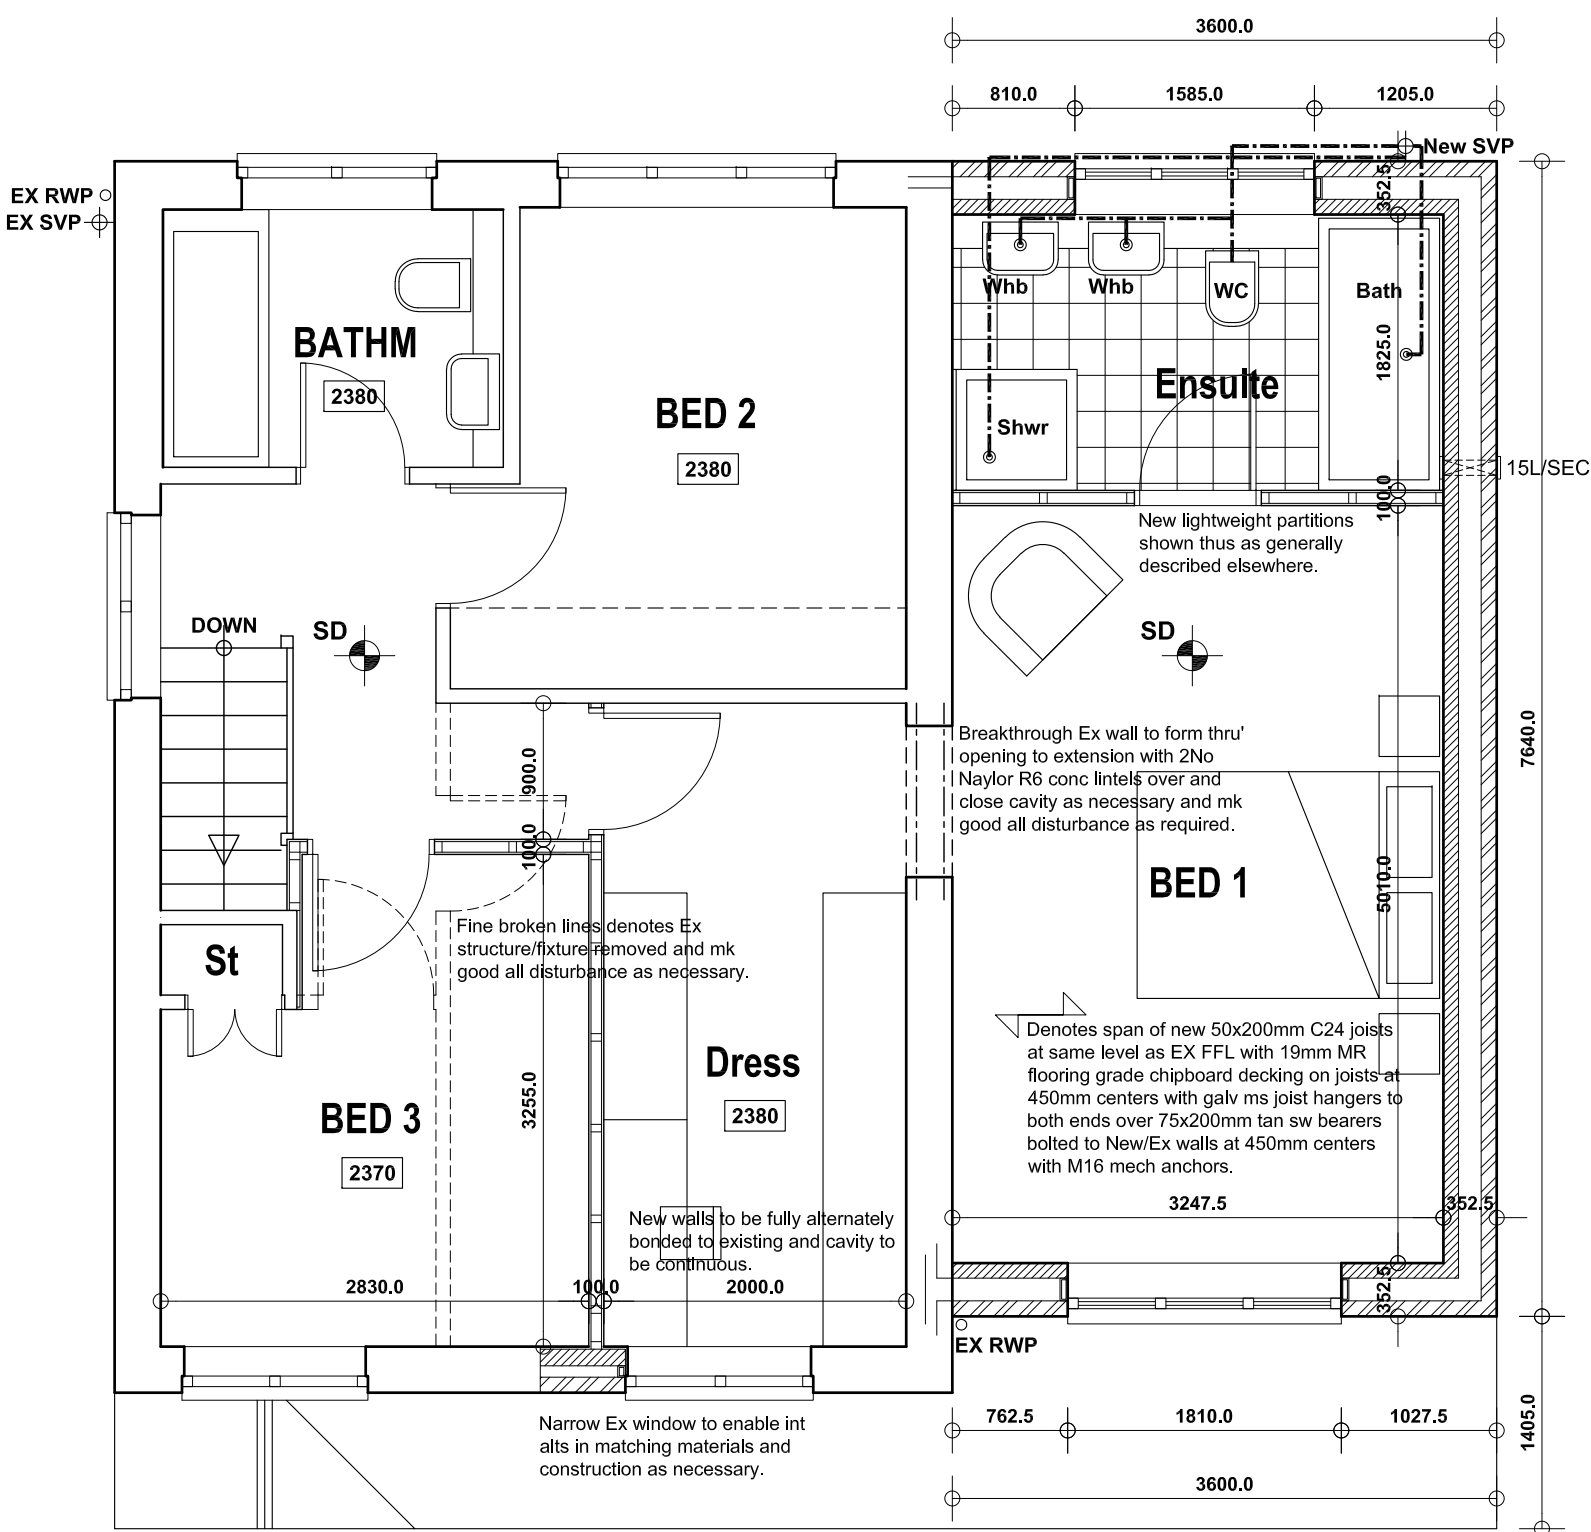 3600.0
810.0
1585.0
1205.0
New SVP
EX RWP
EX SVP
352.5
Whb
Whb
WC
Bath
BATHM
2380
BED 2
2380
Ensuite
1825.0
Shwr
15L/SEC
100.0
New lightweight partitions
shown thus as generally
described elsewhere.
DOWN
SD
SD
900.0
100.0
Breakthrough Ex wall to form thru'
opening to extension with 2No
Naylor R6 conc lintels over and
close cavity as necessary and mk
good all disturbance as required.
7640.0
BED 1
5010.0
Fine broken lines denotes Ex
structure/fixture removed and mk
good all disturbance as necessary.
St
Denotes span of new 50x200mm C24 joists
at same level as EX FFL with 19mm MR
flooring grade chipboard decking on joists at
450mm centers with galv ms joist hangers to
both ends over 75x200mm tan sw bearers
bolted to New/Ex walls at 450mm centers
with M16 mech anchors.
Dress
2380
BED 3
2370
3255.0
3247.5
352.5
New walls to be fully alternately
bonded to existing and cavity to
be continuous.
2830.0
100.0
2000.0
352.5
EX RWP
Narrow Ex window to enable int
alts in matching materials and
construction as necessary.
762.5
1810.0
1027.5
1405.0
3600.0